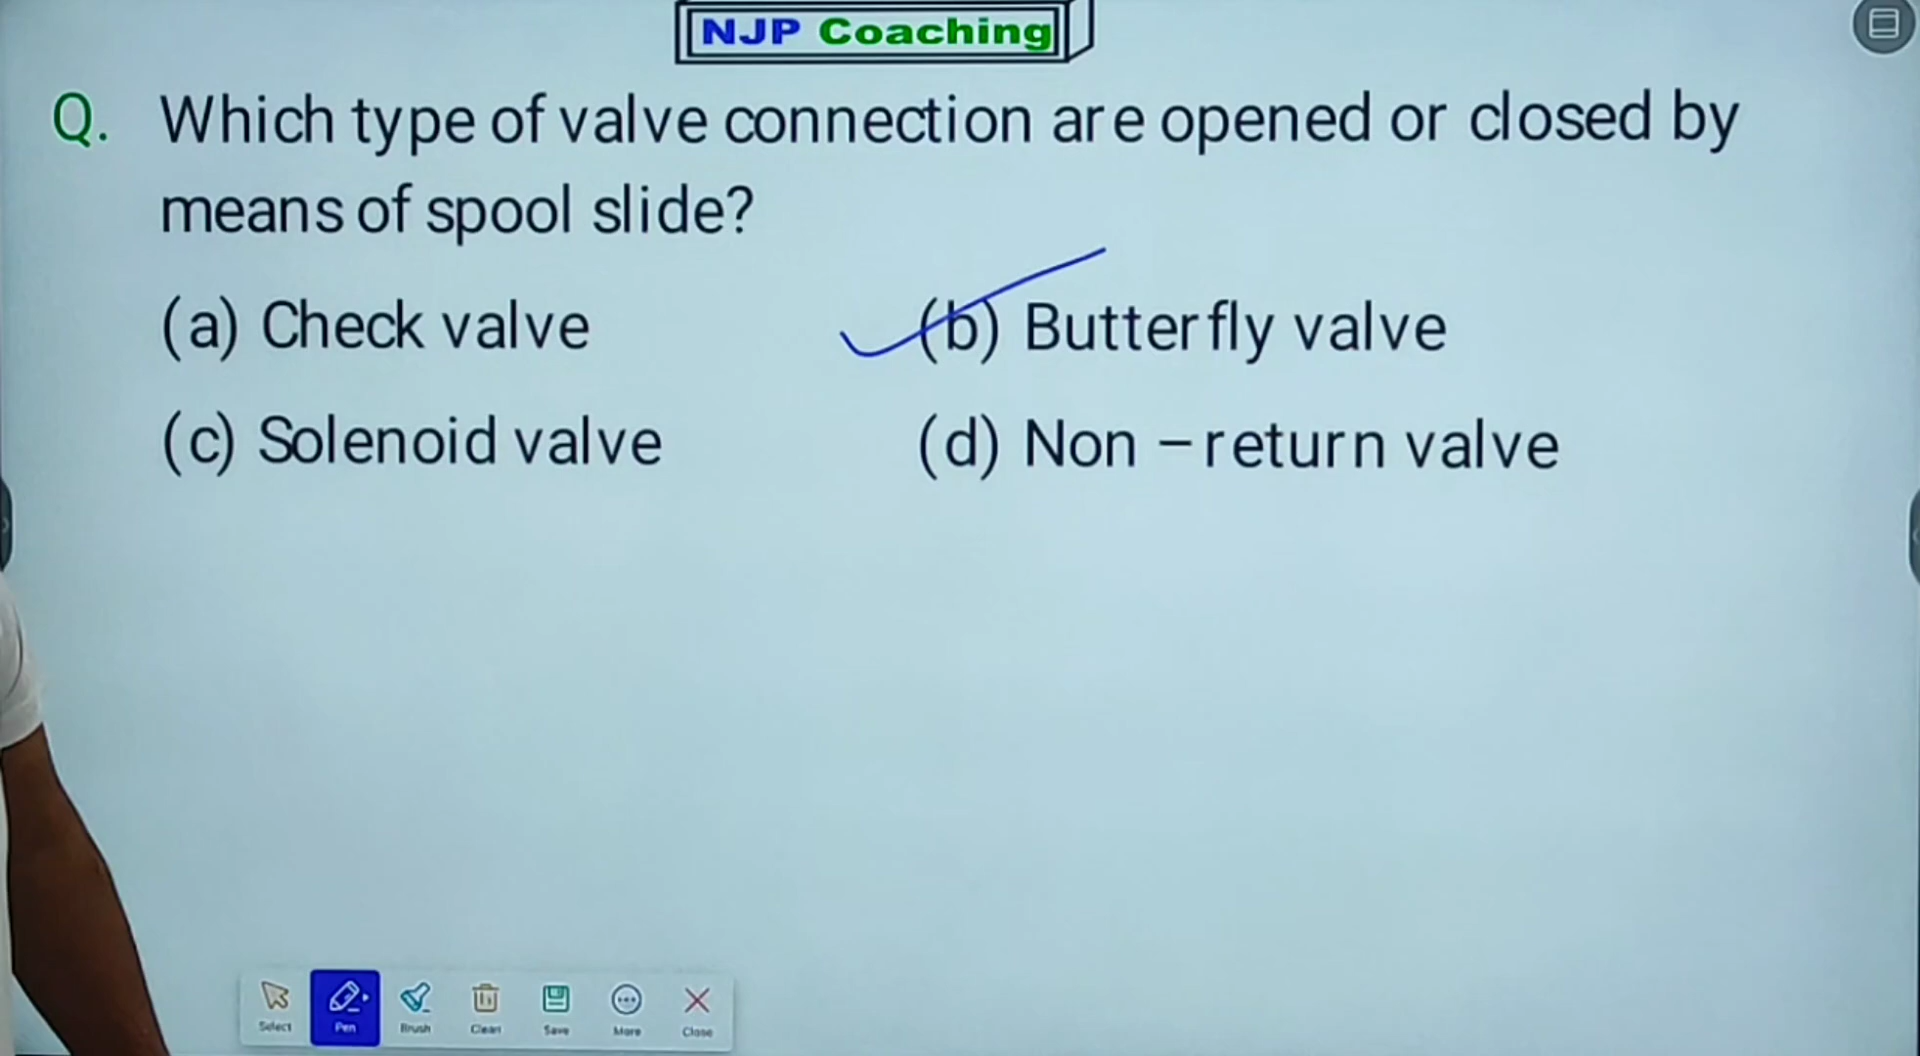 NJP Coaching
Q. Which type of valve connection are opened or closed by
means of spool slide?
(a) Check valve
(b) Butterfly valve
(c) Solenoid valve
(d) Non – return valve
Select Pen Brush Clean Save More Close